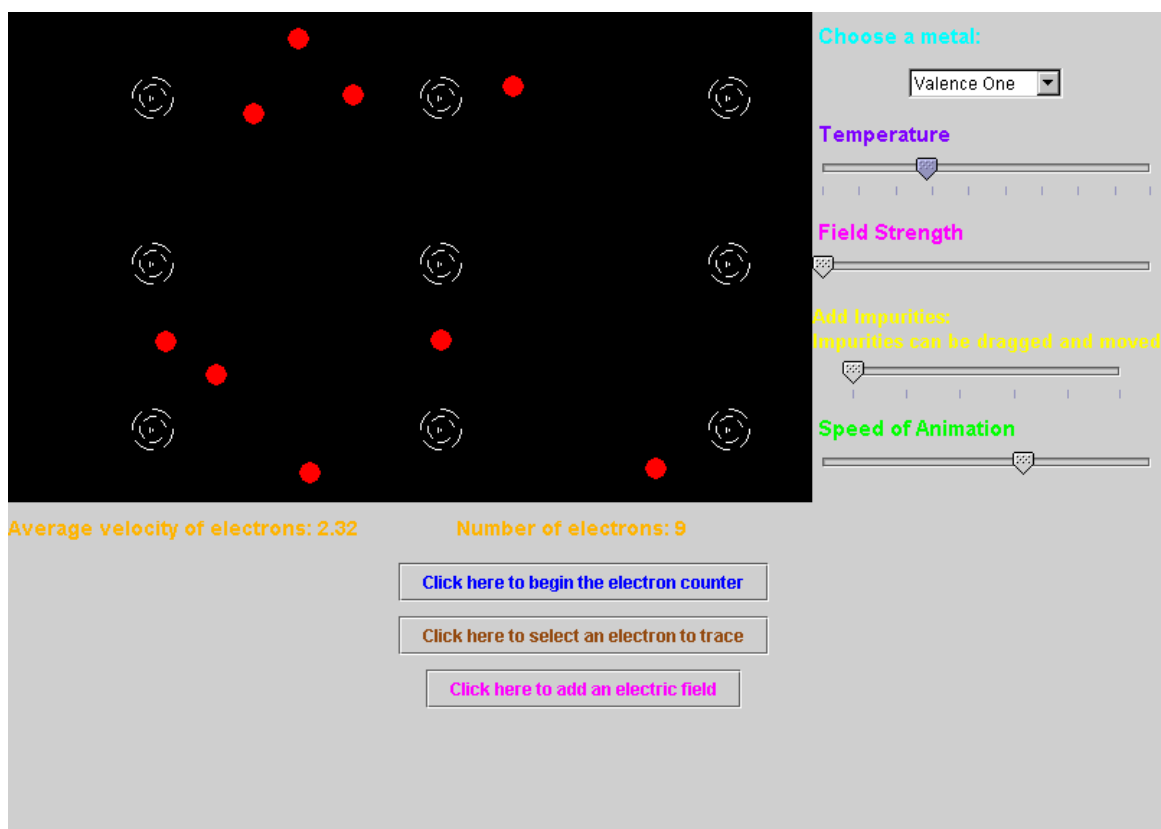 Choose a metal:
Valence One
Temperature
Field Strength
Add Impurities:
Impurities can be dragged and moved
Speed of Animation
Average velocity of electrons: 2.32
Number of electrons: 9
Click here to begin the electron counter
Click here to select an electron to trace
Click here to add an electric field